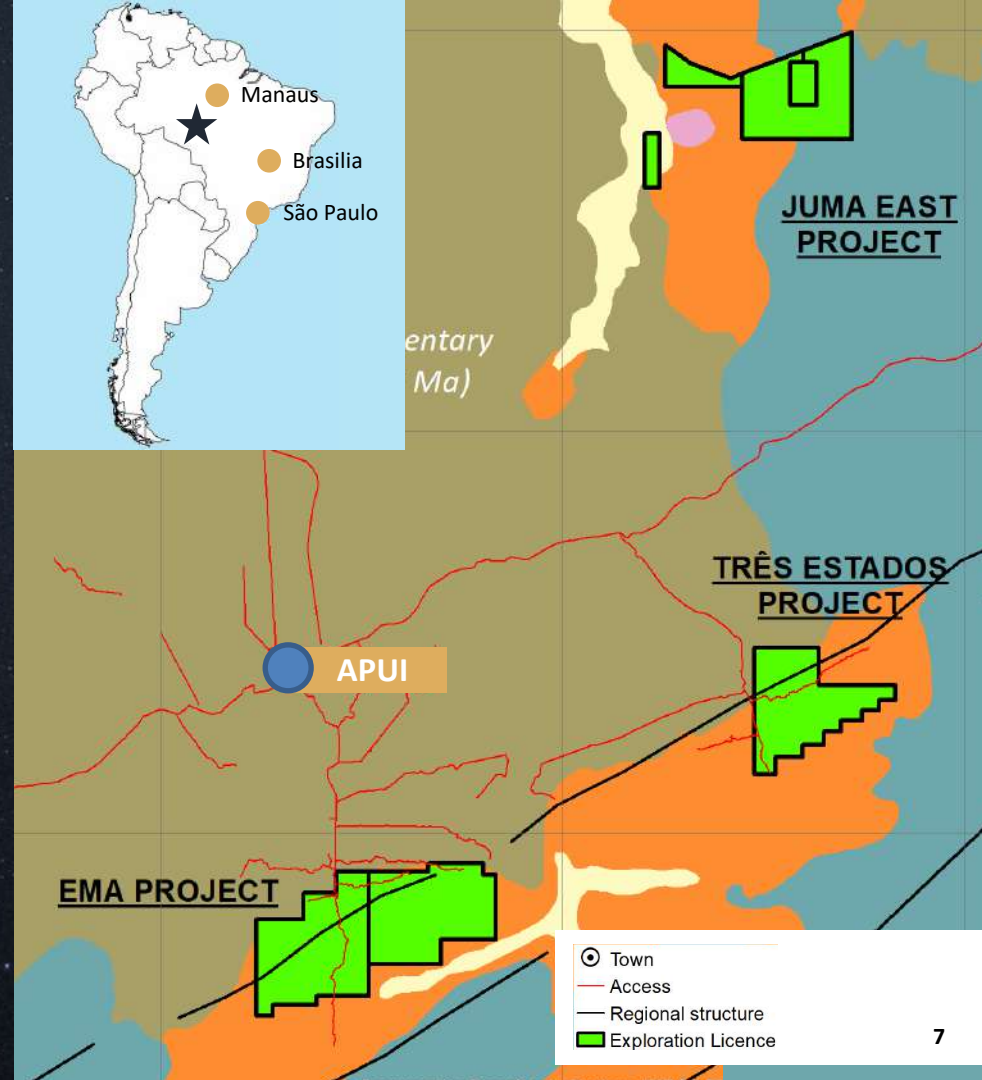 Manaus
Brasilia
São Paulo
JUMA EAST
PROJECT
entary
Ma)
TRÊS ESTADOS
PROJECT
APUI
EMA PROJECT
Town
Access
Regional structure
Exploration Licence
7